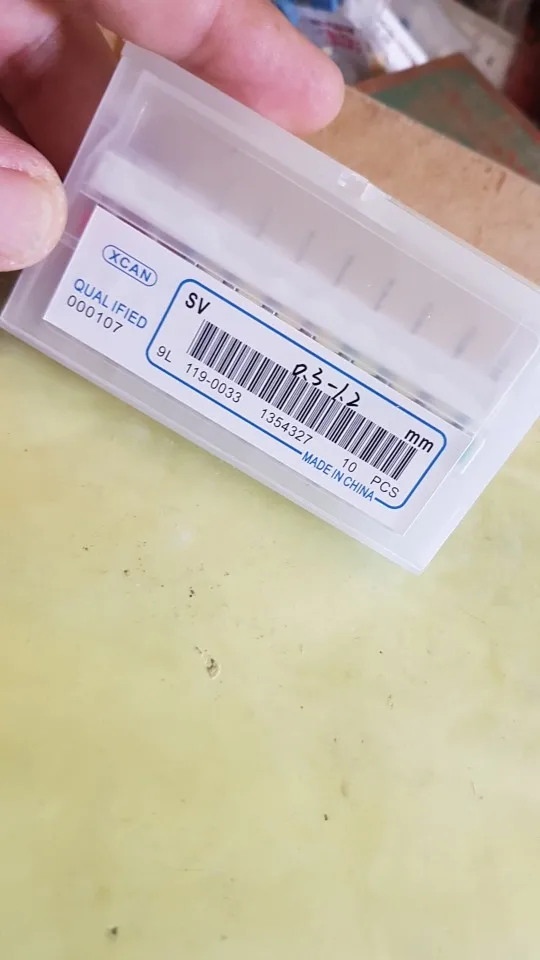 XCAN
QUALIFIED
000107
SV
0.3-1.2
mm
9L 119-0033 1354327 10 PCS
MADE IN CHINA